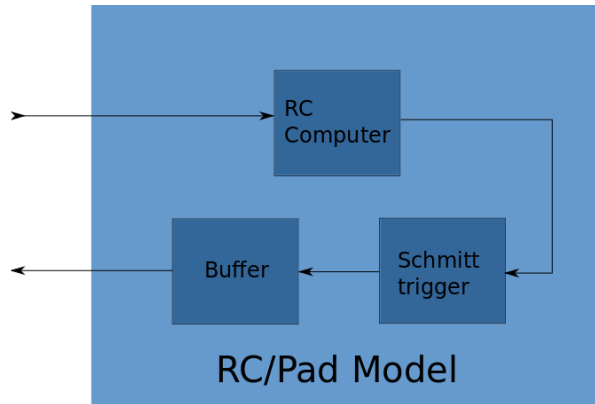 RC
Computer
Buffer
Schmitt
trigger
RC/Pad Model